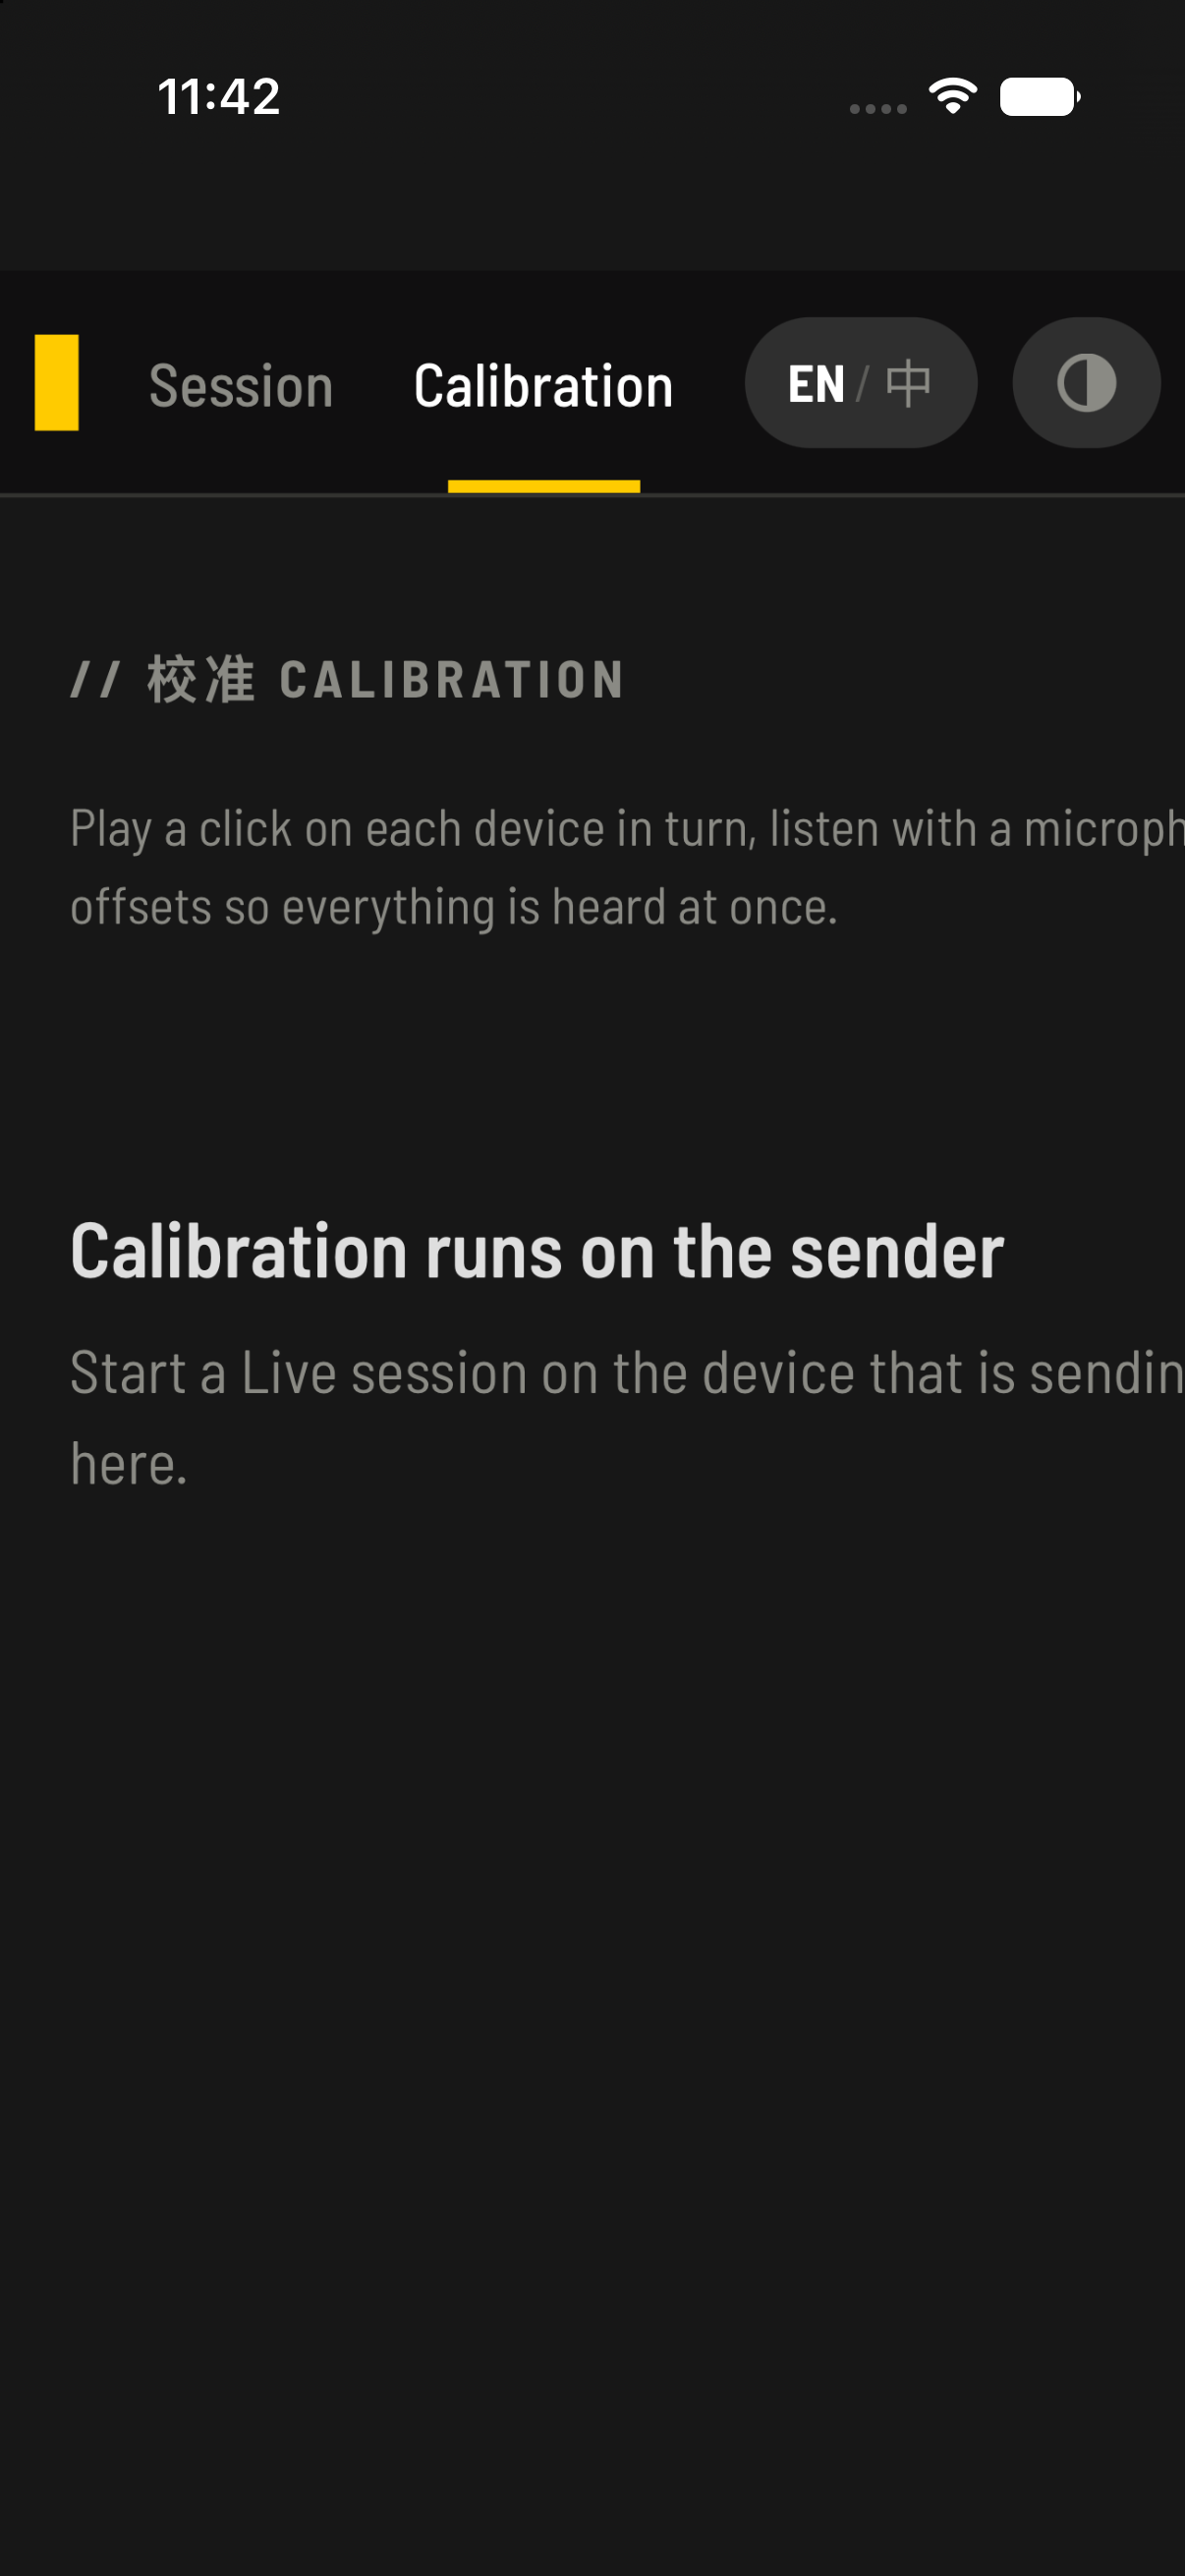 11:42
Session Calibration EN / 中
// 校准 CALIBRATION
Play a click on each device in turn, listen with a microph
offsets so everything is heard at once.
Calibration runs on the sender
Start a Live session on the device that is sendin
here.